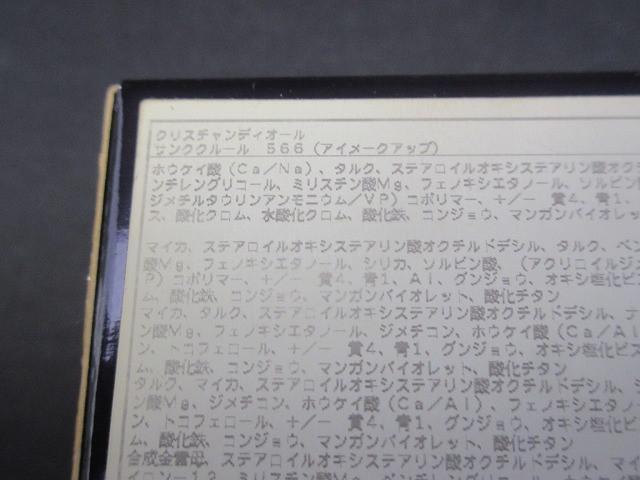 クリスチャンディオール
サンククルール 566（アイメークアップ）
ホウケイ酸（Ca/Na）、タルク、ステアロイルオキシステアリン酸オク
ンチレングリコール、ミリスチン酸Mg、フェノキシエタノール、ソルビン
ジメチルタウリンアンモニウム/VP）コポリマー、+/− 黄4、青1、
ス、酸化クロム、水酸化クロム、酸化鉄、コンジョウ、マンガンバイオレ
マイカ、ステアロイルオキシステアリン酸オクチルドデシル、タルク、ペン
酸Mg、フェノキシエタノール、シリカ、ソルビン酸、（アクリロイルジ
P）コポリマー、+/− 黄4、青1、Al、グンジョウ、オキシ塩化ビ
ム、酸化鉄、コンジョウ、マンガンバイオレット、酸化チタン
マイカ、タルク、ステアロイルオキシステアリン酸オクチルドデシル、
ン酸Mg、フェノキシエタノール、ジメチコン、ホウケイ酸（Ca/Al
ン、トコフェロール、+/− 黄4、青1、グンジョウ、オキシ塩化ビス
ム、酸化鉄、コンジョウ、マンガンバイオレット、酸化チタン
タルク、マイカ、ステアロイルオキシステアリン酸オクチルドデシル、
ン酸Mg、ジメチコン、ホウケイ酸（Ca/Al）、フェノキシエタノ
ン、トコフェロール、+/− 黄4、青1、グンジョウ、オキシ塩化ビ
ム、酸化鉄、コンジョウ、マンガンバイオレット、酸化チタン
合成金雲母、ステアロイルオキシステアリン酸オクチルドデシル、マイ